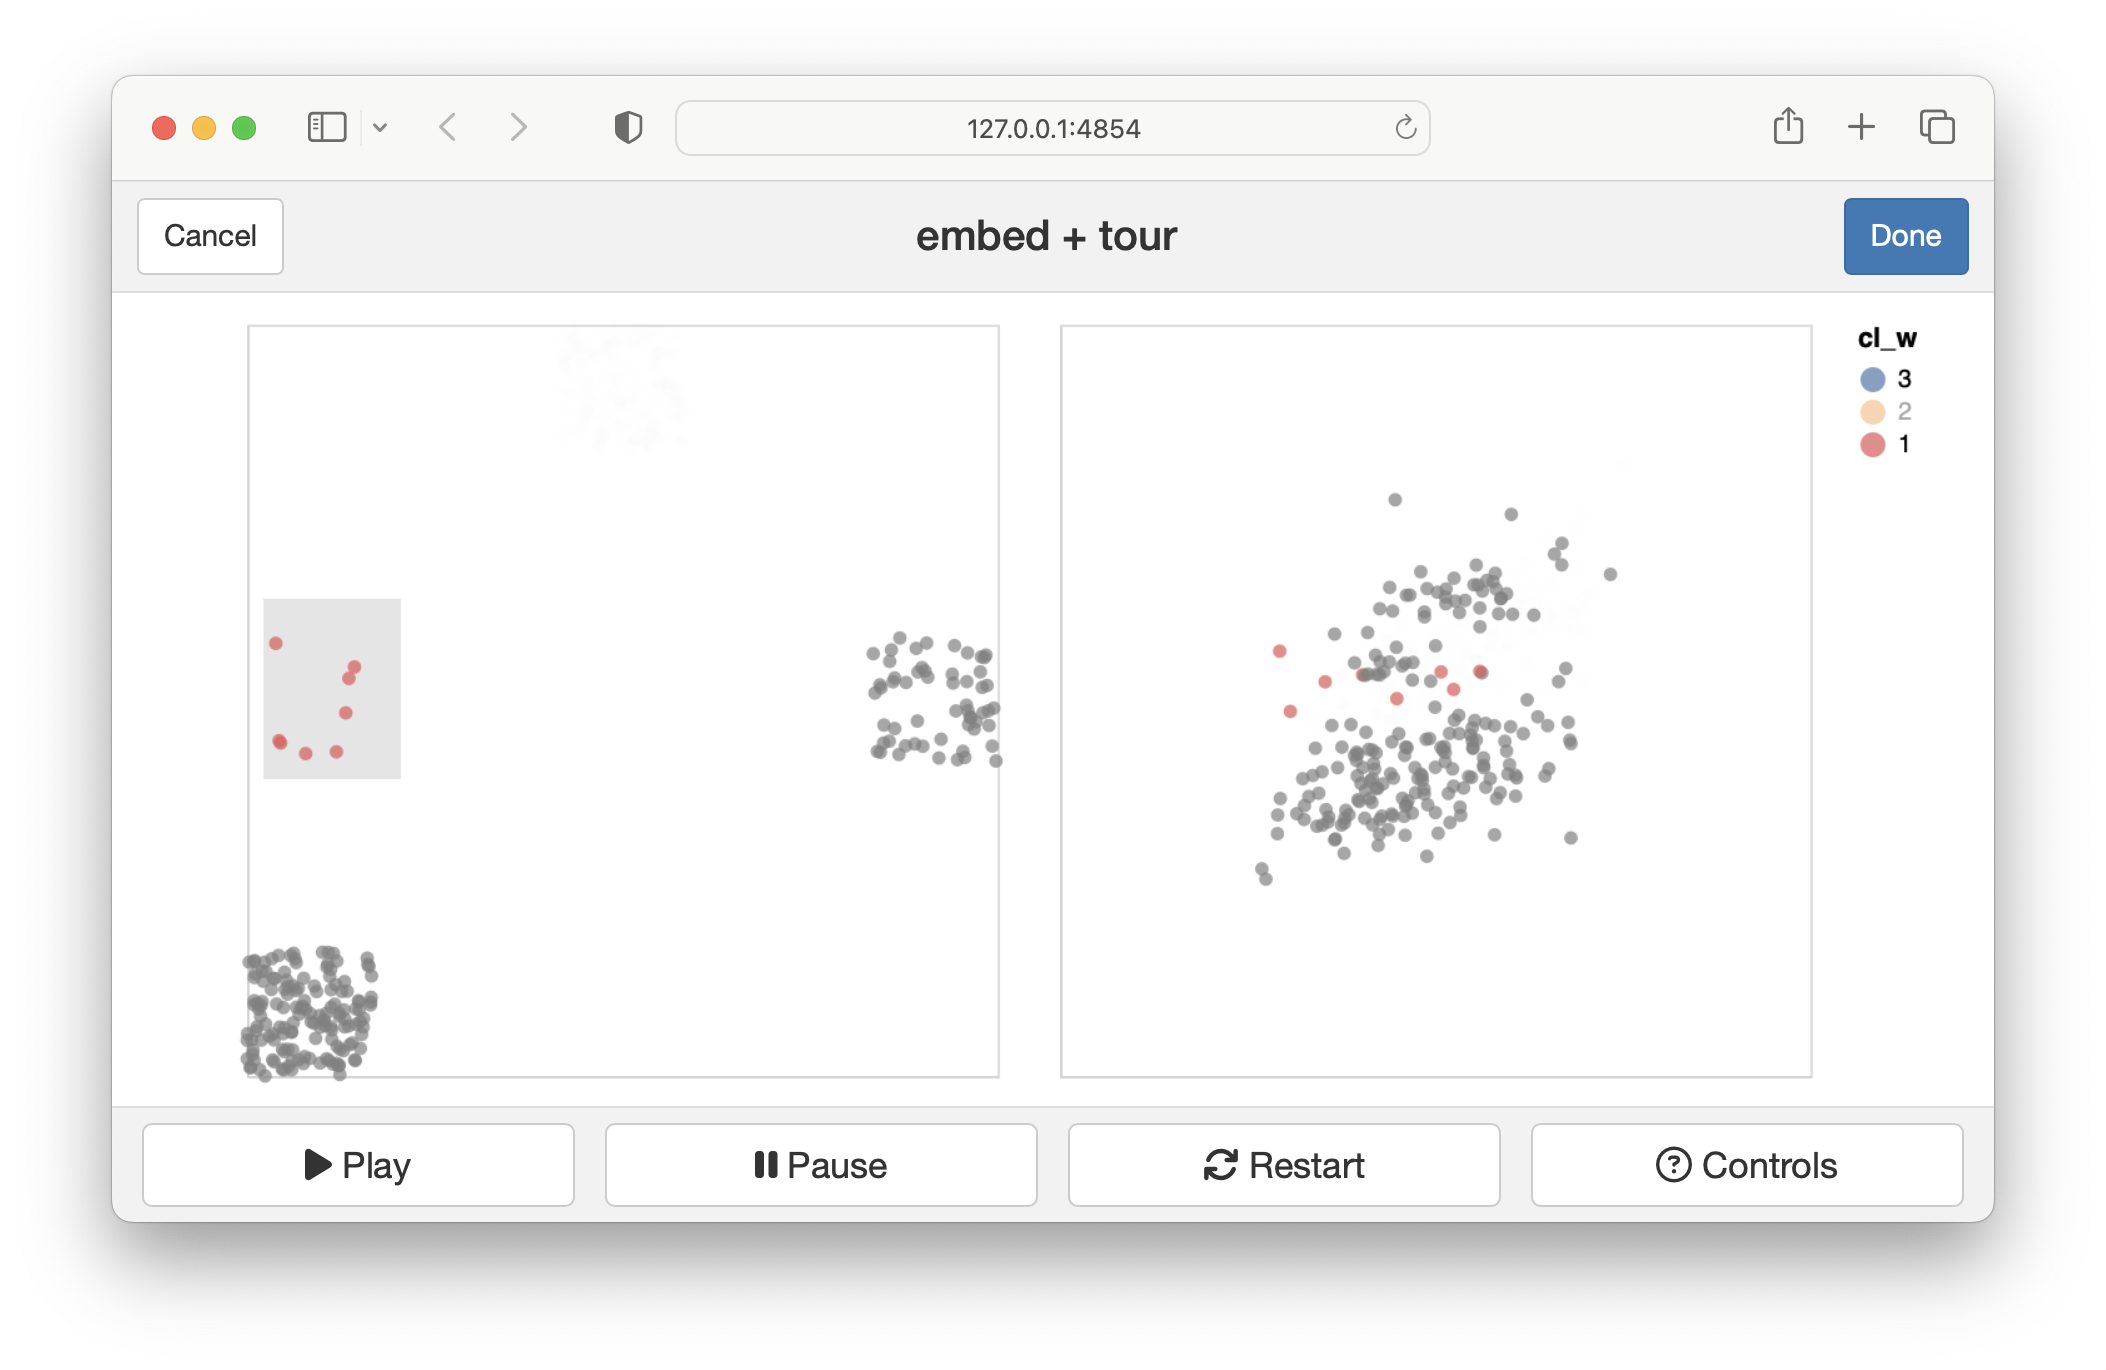 127.0.0.1:4854
Cancel
embed + tour
Done
cl_w
3
2
1
Play
Pause
Restart
Controls